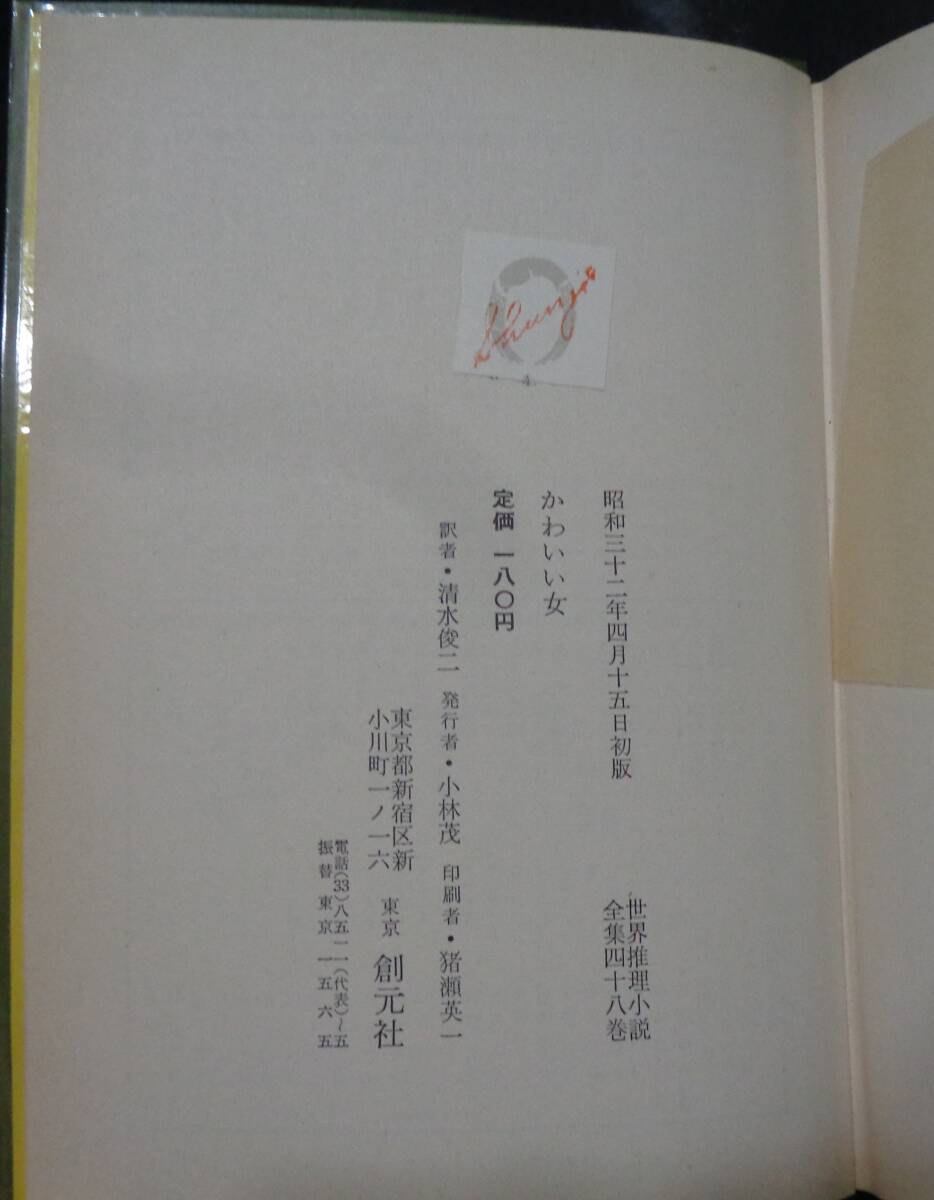 Shunji
昭和三十二年四月十五日初版
世界推理小説
全集四十八巻
かわいい女
定価 一八〇円
訳者・清水俊二 発行者・小林茂 印刷者・猪瀬英一
東京都新宿区新
小川町一ノ一六
東京 創元社
電話(33)八五一一(代表)～五
振替東京一五六五